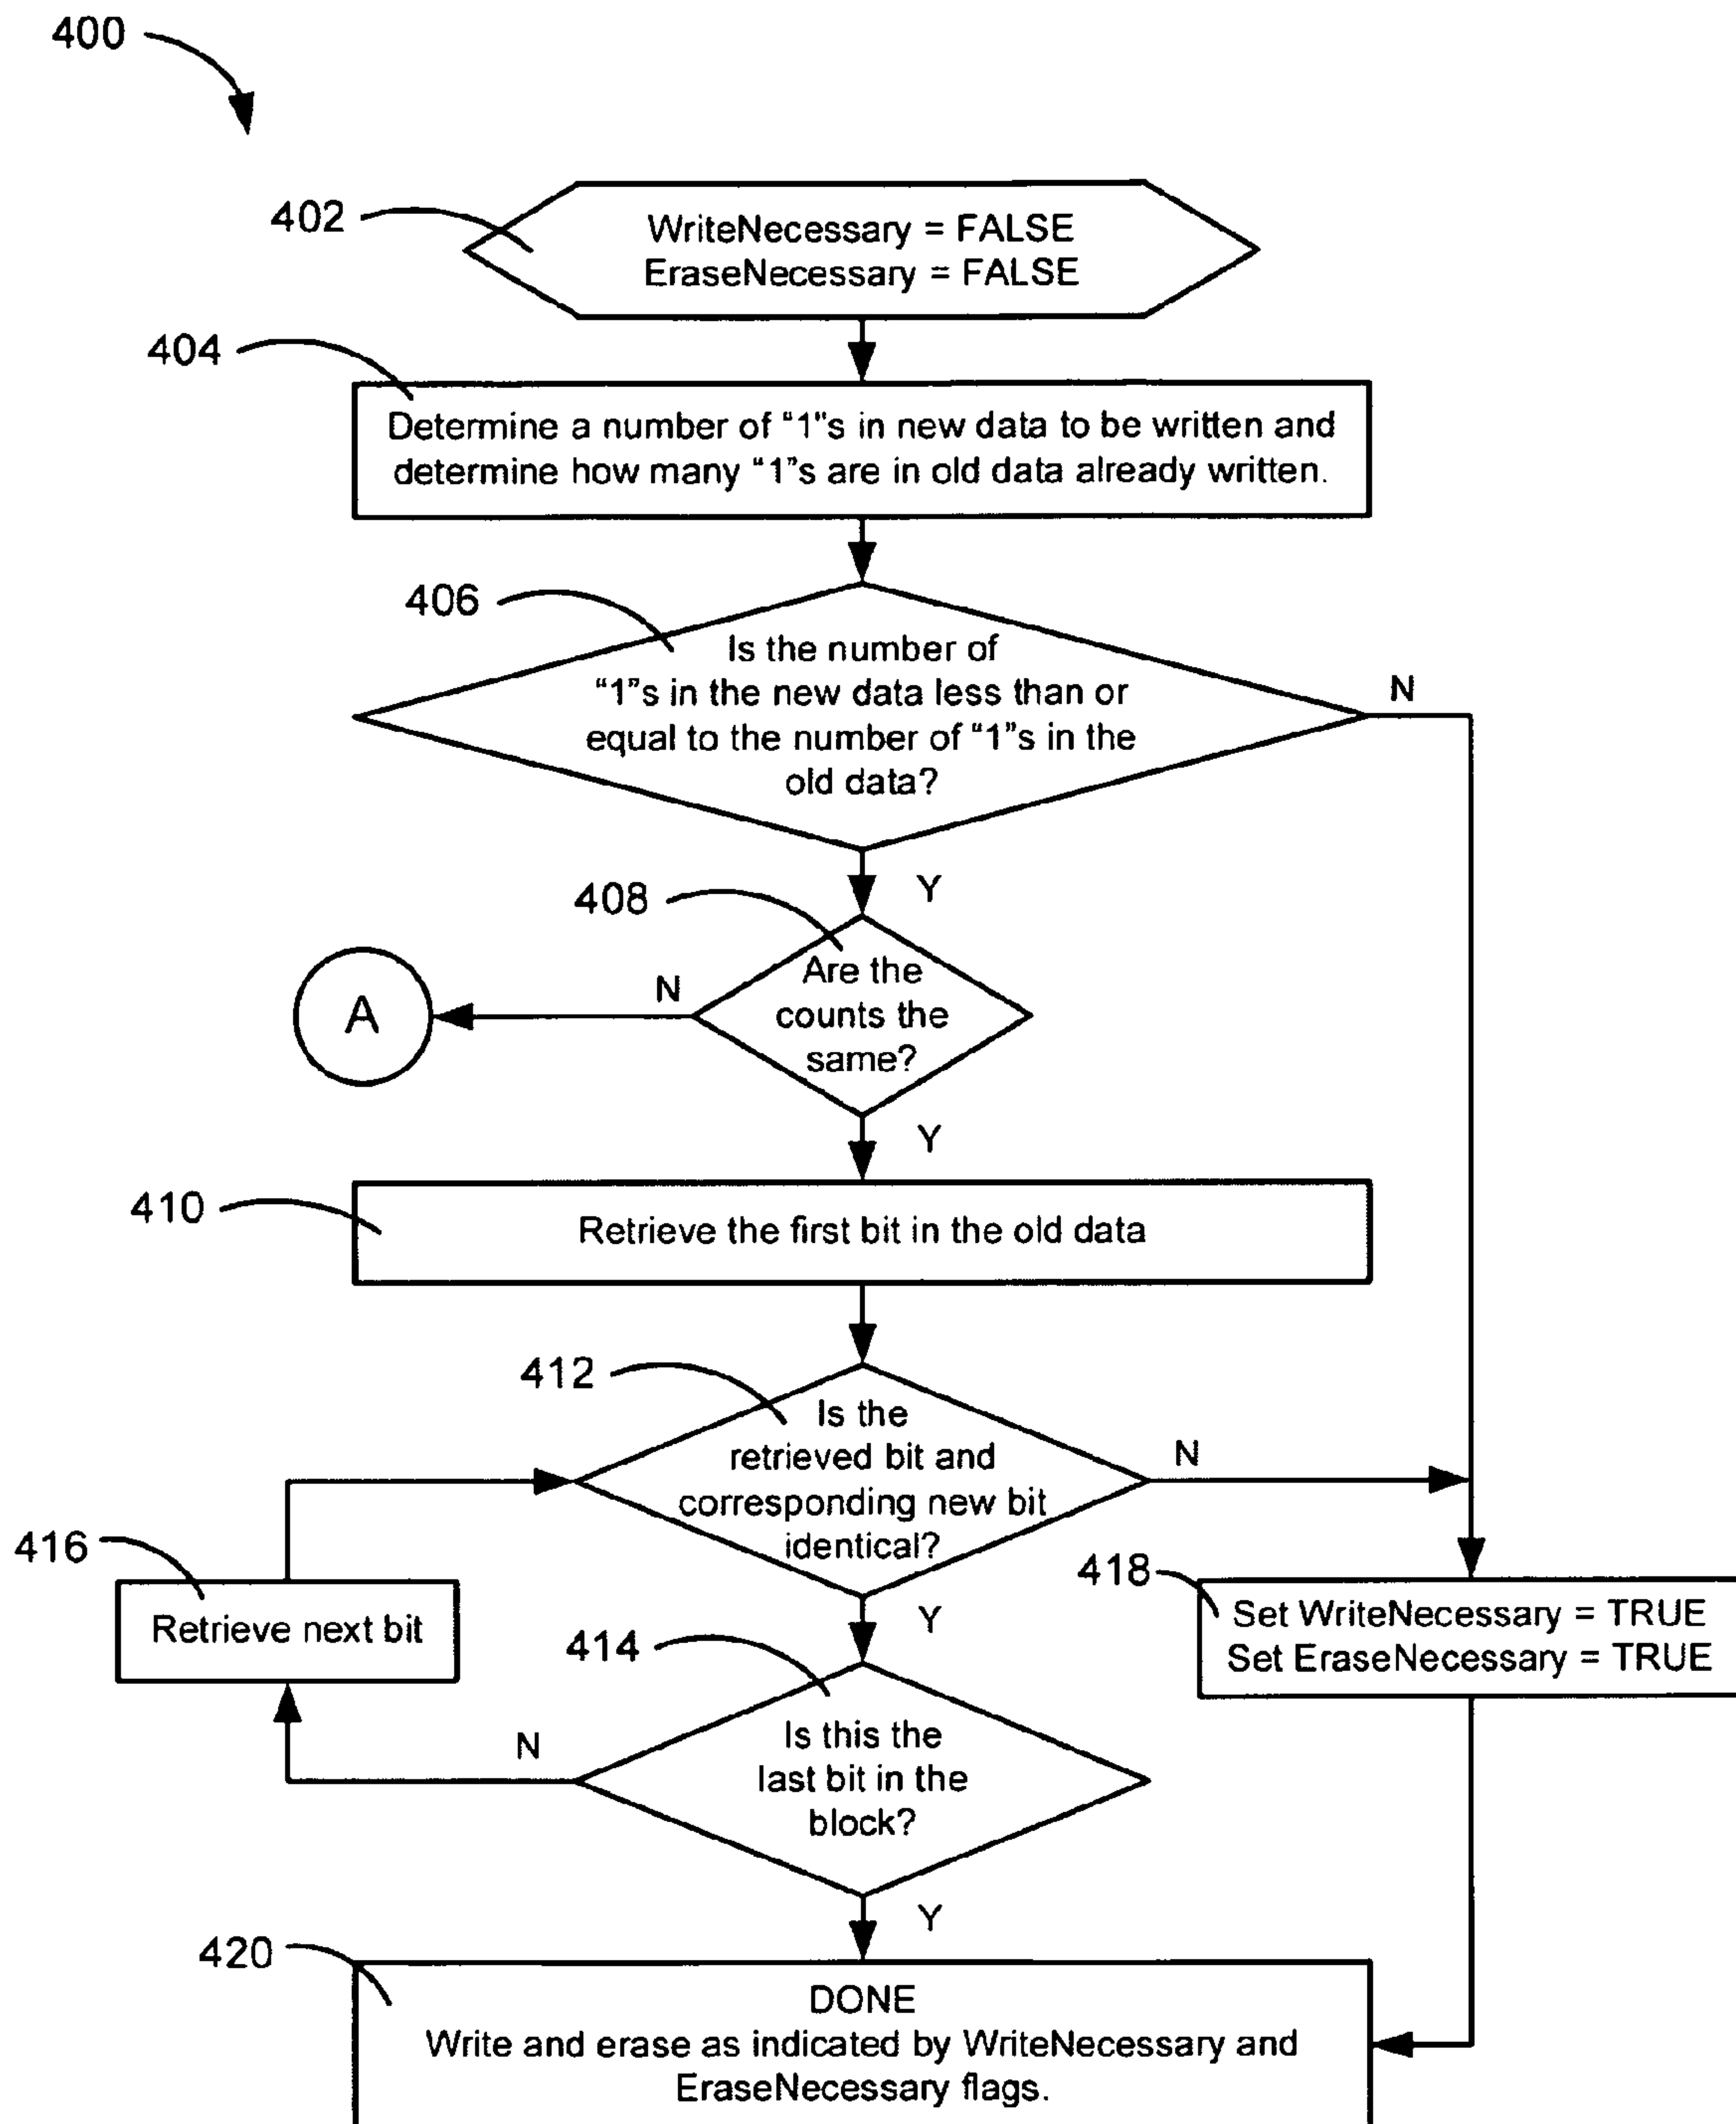 400
402
WriteNecessary = FALSE
EraseNecessary = FALSE
404
Determine a number of “1”s in new data to be written and
determine how many “1”s are in old data already written.
406
Is the number of
“1”s in the new data less than or
equal to the number of “1”s in the
old data?
N
Y
408
Are the
counts the
same?
N
A
Y
410
Retrieve the first bit in the old data
412
Is the
retrieved bit and
corresponding new bit
identical?
N
416
Retrieve next bit
418
Set WriteNecessary = TRUE
Set EraseNecessary = TRUE
Y
414
Is this the
last bit in the
block?
N
Y
420
DONE
Write and erase as indicated by WriteNecessary and
EraseNecessary flags.